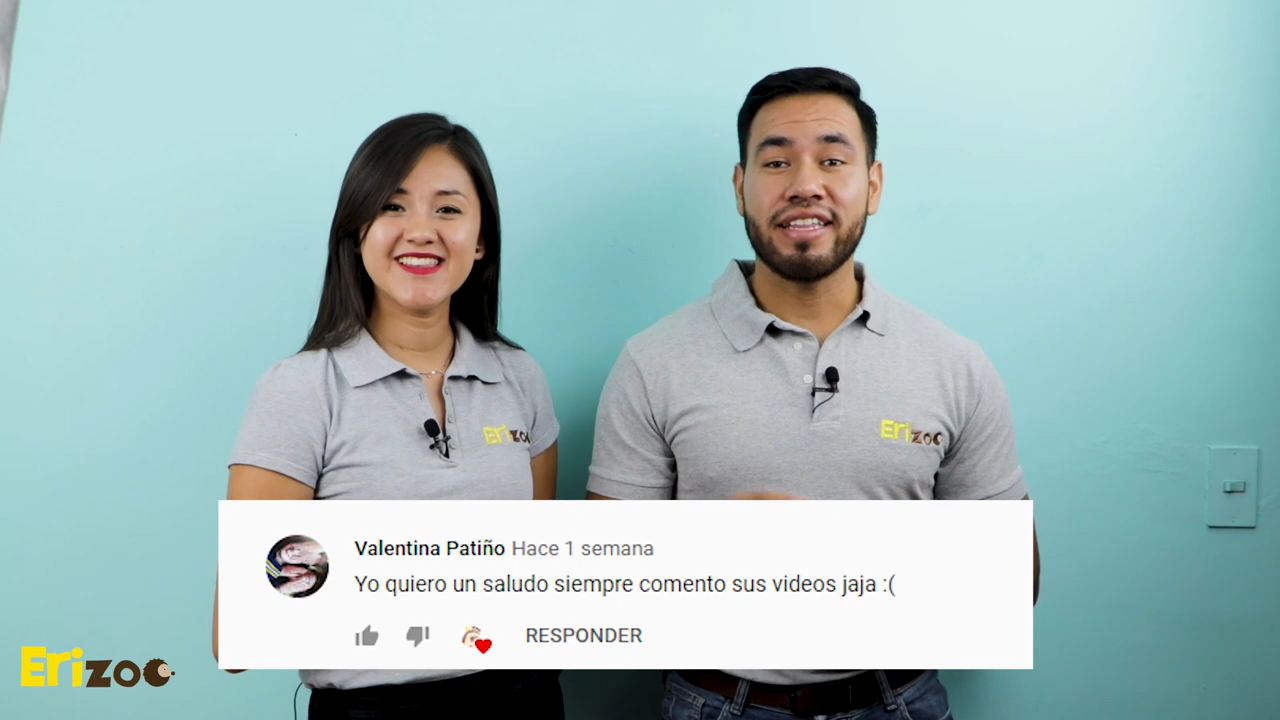 Erizoo
Erizoo
Valentina Patiño Hace 1 semana
Yo quiero un saludo siempre comento sus videos jaja :(
RESPONDER
Erizoo